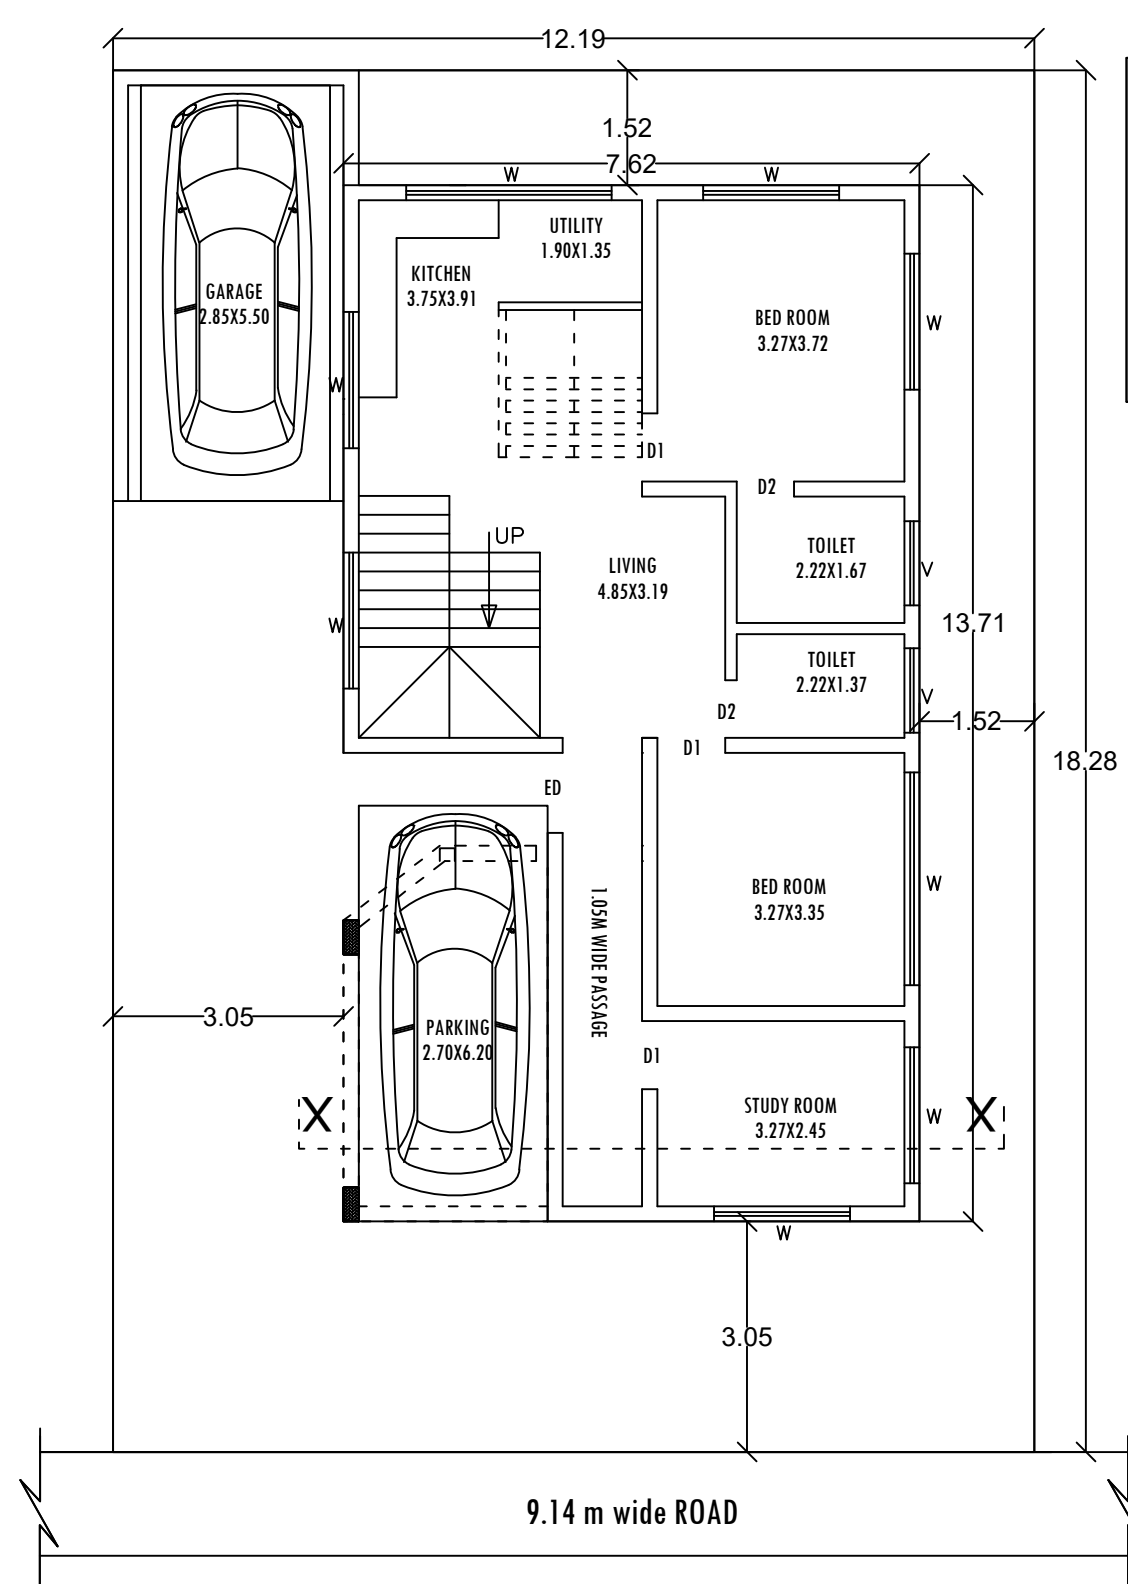 12.19
1.52
7.62
W
W
UTILITY
1.90X1.35
KITCHEN
3.75X3.91
GARAGE
2.85X5.50
BED ROOM
3.27X3.72
W
W
D1
D2
UP
TOILET
2.22X1.67
LIVING
4.85X3.19
V
W
13.71
TOILET
2.22X1.37
V
D2
1.52
D1
18.28
ED
BED ROOM
3.27X3.35
W
1.05M WIDE PASSAGE
3.05
PARKING
2.70X6.20
D1
STUDY ROOM
3.27X2.45
X
W
X
W
3.05
9.14 m wide ROAD